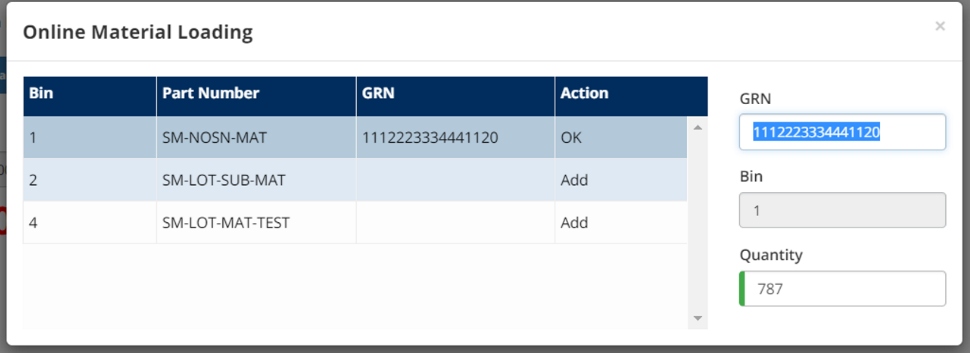 Online Material Loading ×
Bin Part Number GRN Action
1 SM-NOSN-MAT 1112223334441120 OK
2 SM-LOT-SUB-MAT Add
4 SM-LOT-MAT-TEST Add
GRN
1112223334441120
Bin
1
Quantity
787